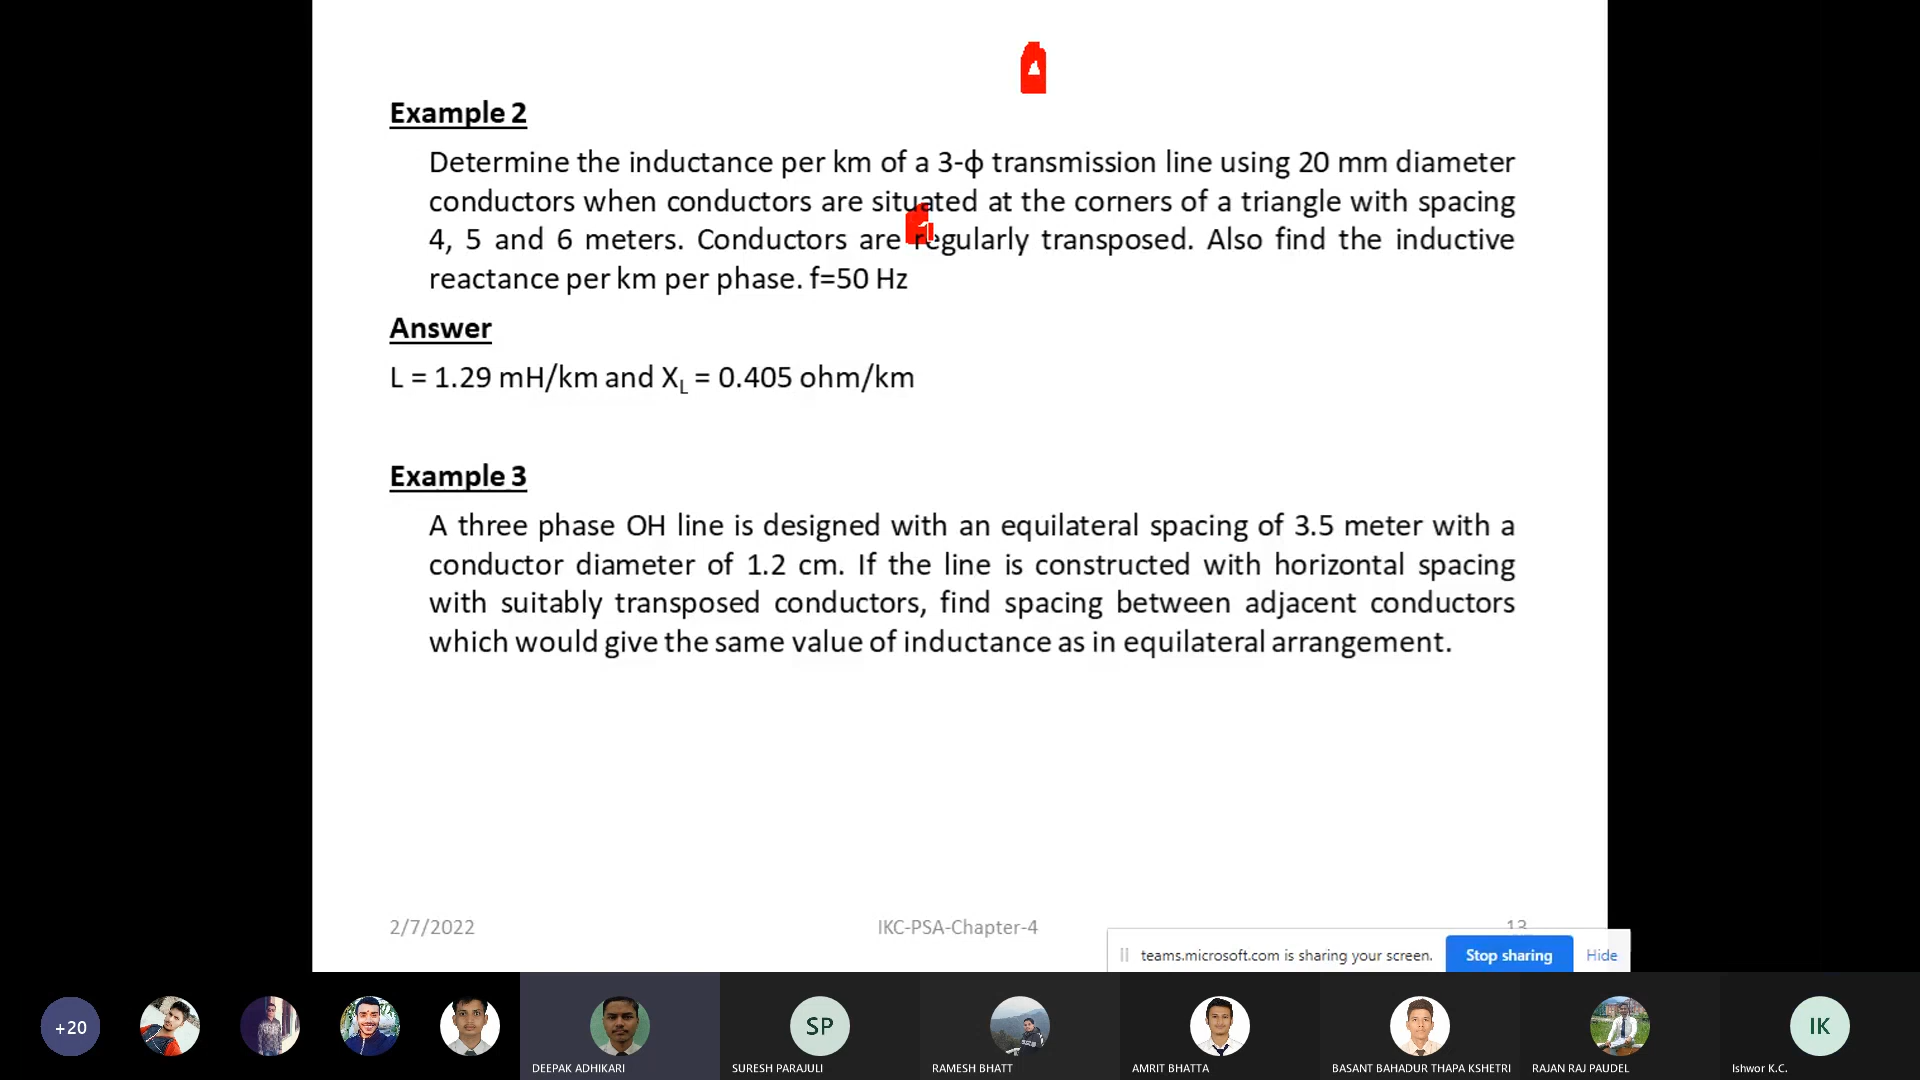 Example 2
Determine the inductance per km of a 3-ф transmission line using 20 mm diameter
conductors when conductors are situated at the corners of a triangle with spacing
4, 5 and 6 meters. Conductors are regularly transposed. Also find the inductive
reactance per km per phase. f=50 Hz
Answer
L = 1.29 mH/km and XL = 0.405 ohm/km
Example 3
A three phase OH line is designed with an equilateral spacing of 3.5 meter with a
conductor diameter of 1.2 cm. If the line is constructed with horizontal spacing
with suitably transposed conductors, find spacing between adjacent conductors
which would give the same value of inductance as in equilateral arrangement.
2/7/2022 IKC-PSA-Chapter-4 13
teams.microsoft.com is sharing your screen. Stop sharing Hide
+20 SP IK
DEEPAK ADHIKARI SURESH PARAJULI RAMESH BHATT AMRIT BHATTA BASANT BAHADUR THAPA KSHETRI RAJAN RAJ PAUDEL Ishwor K.C.